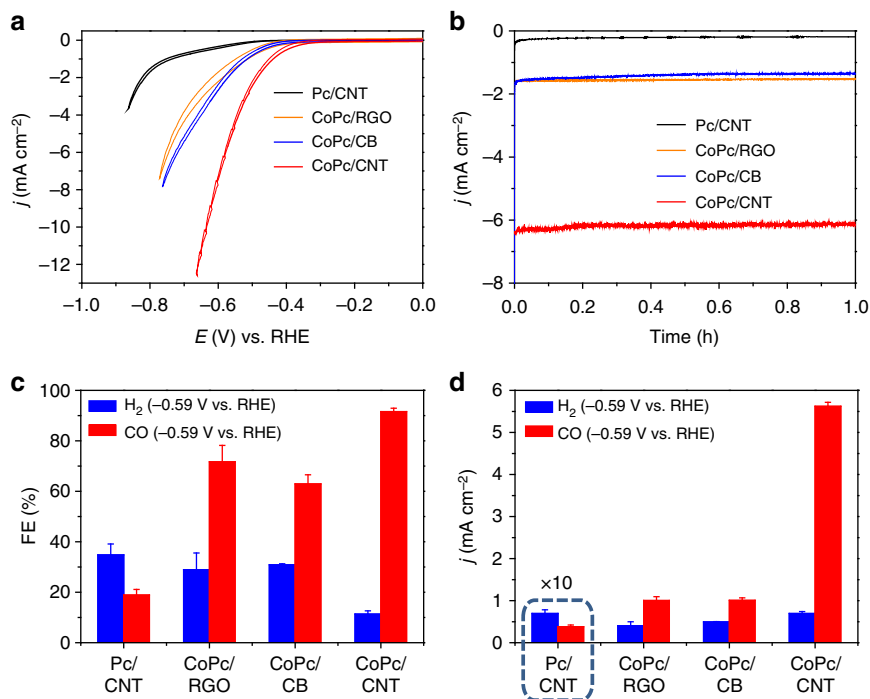 a
0
−2
−4
−6
−8
−10
−12
j (mA cm⁻²)
Pc/CNT
CoPc/RGO
CoPc/CB
CoPc/CNT
−1.0 −0.8 −0.6 −0.4 −0.2 0.0
E (V) vs. RHE
b
0
−2
−4
−6
−8
j (mA cm⁻²)
Pc/CNT
CoPc/RGO
CoPc/CB
CoPc/CNT
0.0 0.2 0.4 0.6 0.8 1.0
Time (h)
c
100
80
60
40
20
0
FE (%)
H₂ (−0.59 V vs. RHE)
CO (−0.59 V vs. RHE)
Pc/ CoPc/ CoPc/ CoPc/
CNT RGO CB CNT
d
6
5
4
3
2
1
0
j (mA cm⁻²)
H₂ (−0.59 V vs. RHE)
CO (−0.59 V vs. RHE)
×10
Pc/ CoPc/ CoPc/ CoPc/
CNT RGO CB CNT